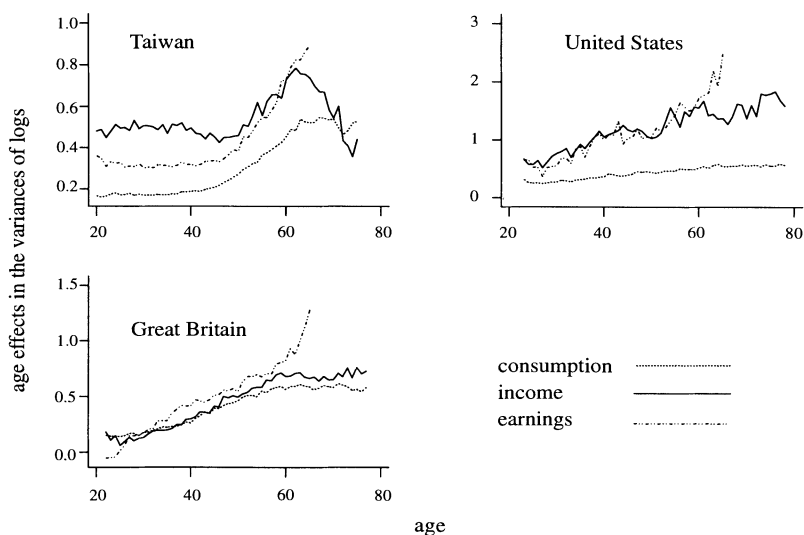 Taiwan
1.0
0.8
0.6
0.4
0.2
20 40 60 80
United States
3
2
1
0
20 40 60 80
Great Britain
1.5
1.0
0.5
0.0
20 40 60 80
consumption
income
earnings
age effects in the variances of logs
age